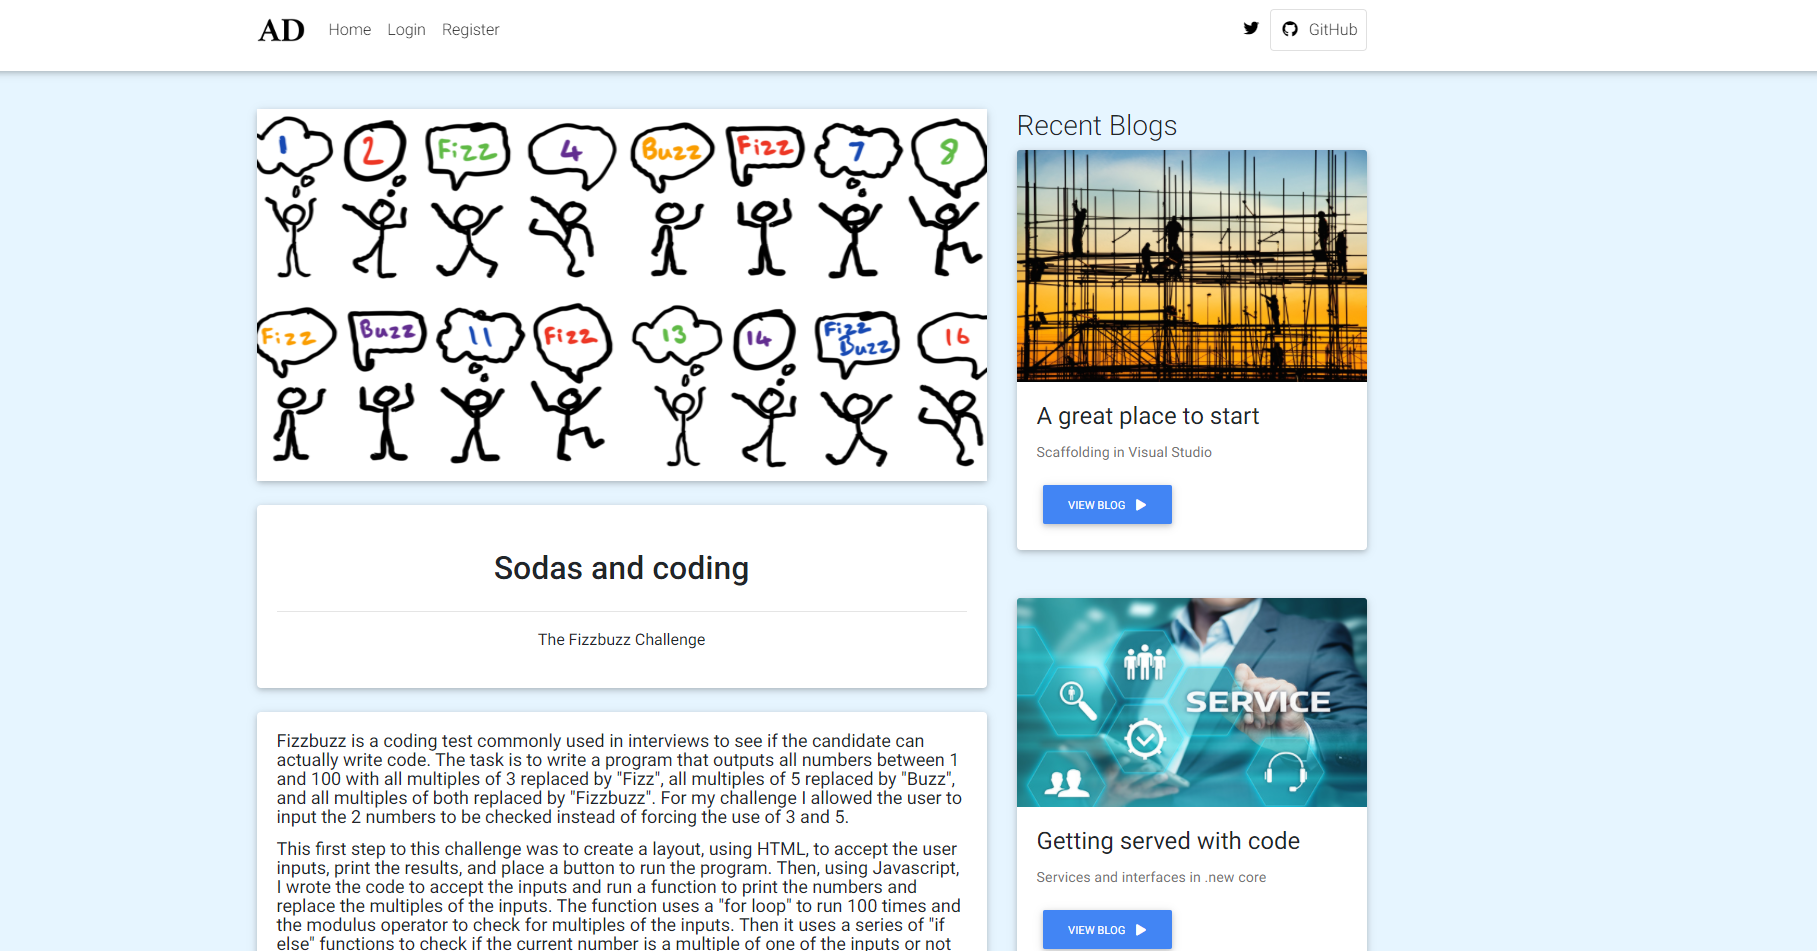 AD Home Login Register GitHub
1 2 Fizz 4 Buzz Fizz 7 8
Fizz Buzz 11 Fizz 13 14 Fizz Buzz 16
Sodas and coding
The Fizzbuzz Challenge
Fizzbuzz is a coding test commonly used in interviews to see if the candidate can
actually write code. The task is to write a program that outputs all numbers between 1
and 100 with all multiples of 3 replaced by "Fizz", all multiples of 5 replaced by "Buzz",
and all multiples of both replaced by "Fizzbuzz". For my challenge I allowed the user to
input the 2 numbers to be checked instead of forcing the use of 3 and 5.
This first step to this challenge was to create a layout, using HTML, to accept the user
inputs, print the results, and place a button to run the program. Then, using Javascript,
I wrote the code to accept the inputs and run a function to print the numbers and
replace the multiples of the inputs. The function uses a "for loop" to run 100 times and
the modulus operator to check for multiples of the inputs. Then it uses a series of "if
else" functions to check if the current number is a multiple of one of the inputs or not
Recent Blogs
A great place to start
Scaffolding in Visual Studio
VIEW BLOG
SERVICE
Getting served with code
Services and interfaces in .new core
VIEW BLOG